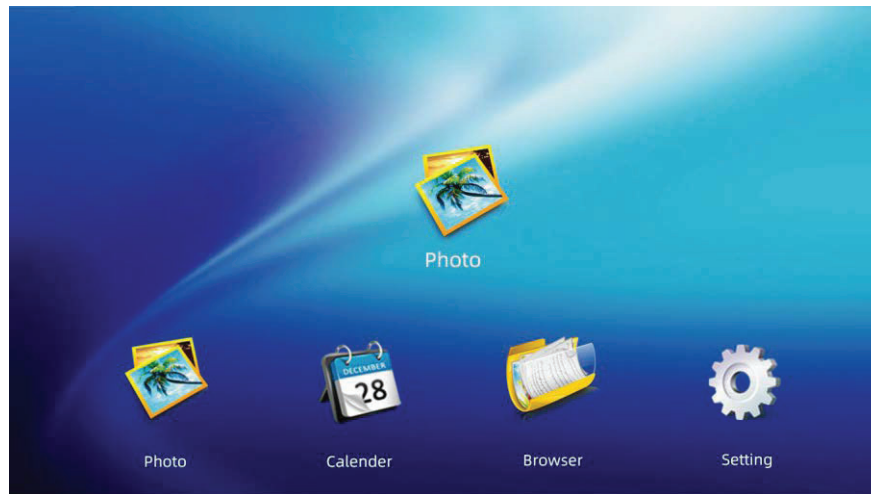 Photo
DECEMBER
28
Photo
Calender
Browser
Setting